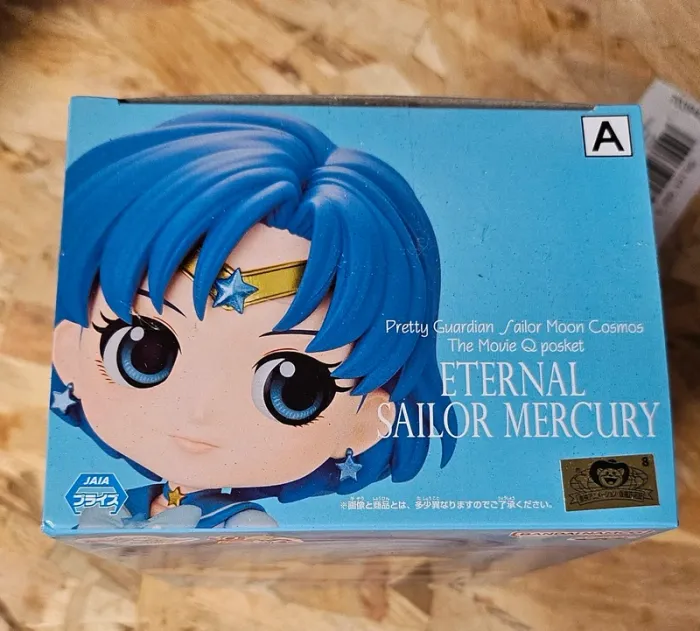 A
Pretty Guardian Sailor Moon Cosmos
The Movie Q posket
ETERNAL
SAILOR MERCURY
JAIA
プライズ
8
※画像と商品とは、多少異なりますのでご了承ください。